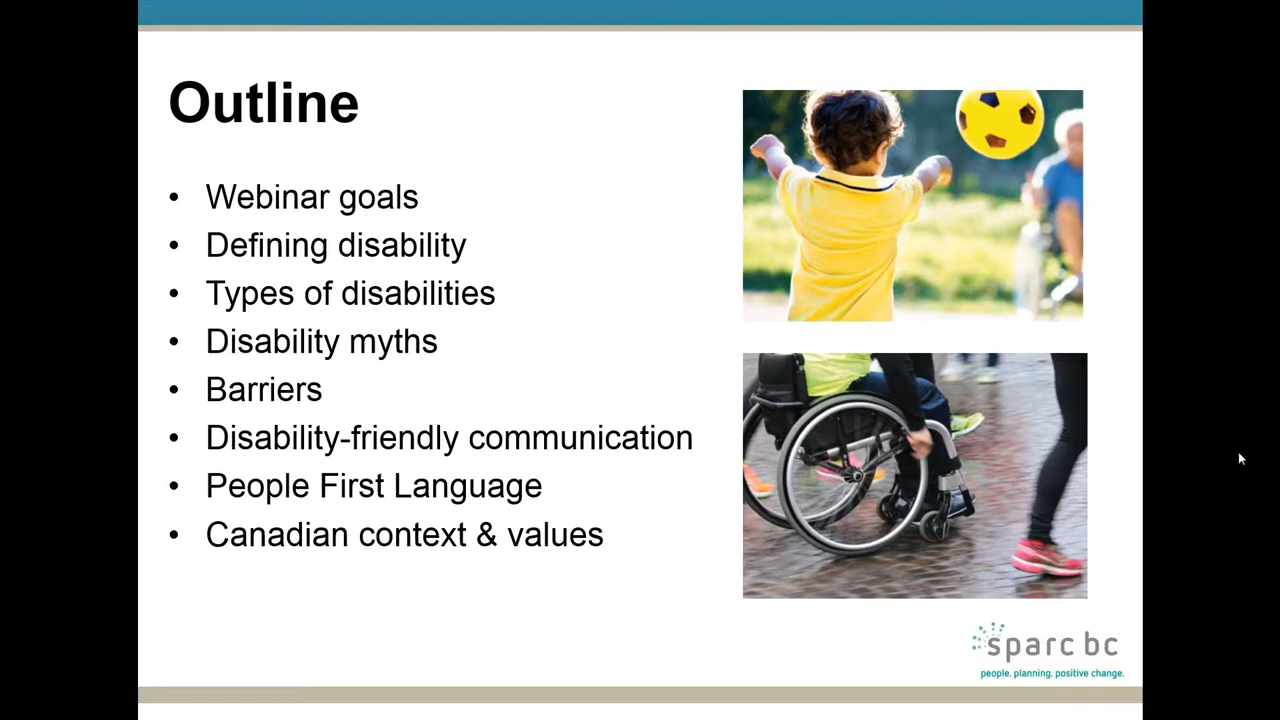 Outline
• Webinar goals
• Defining disability
• Types of disabilities
• Disability myths
• Barriers
• Disability-friendly communication
• People First Language
• Canadian context & values
sparc bc
people. planning. positive change.